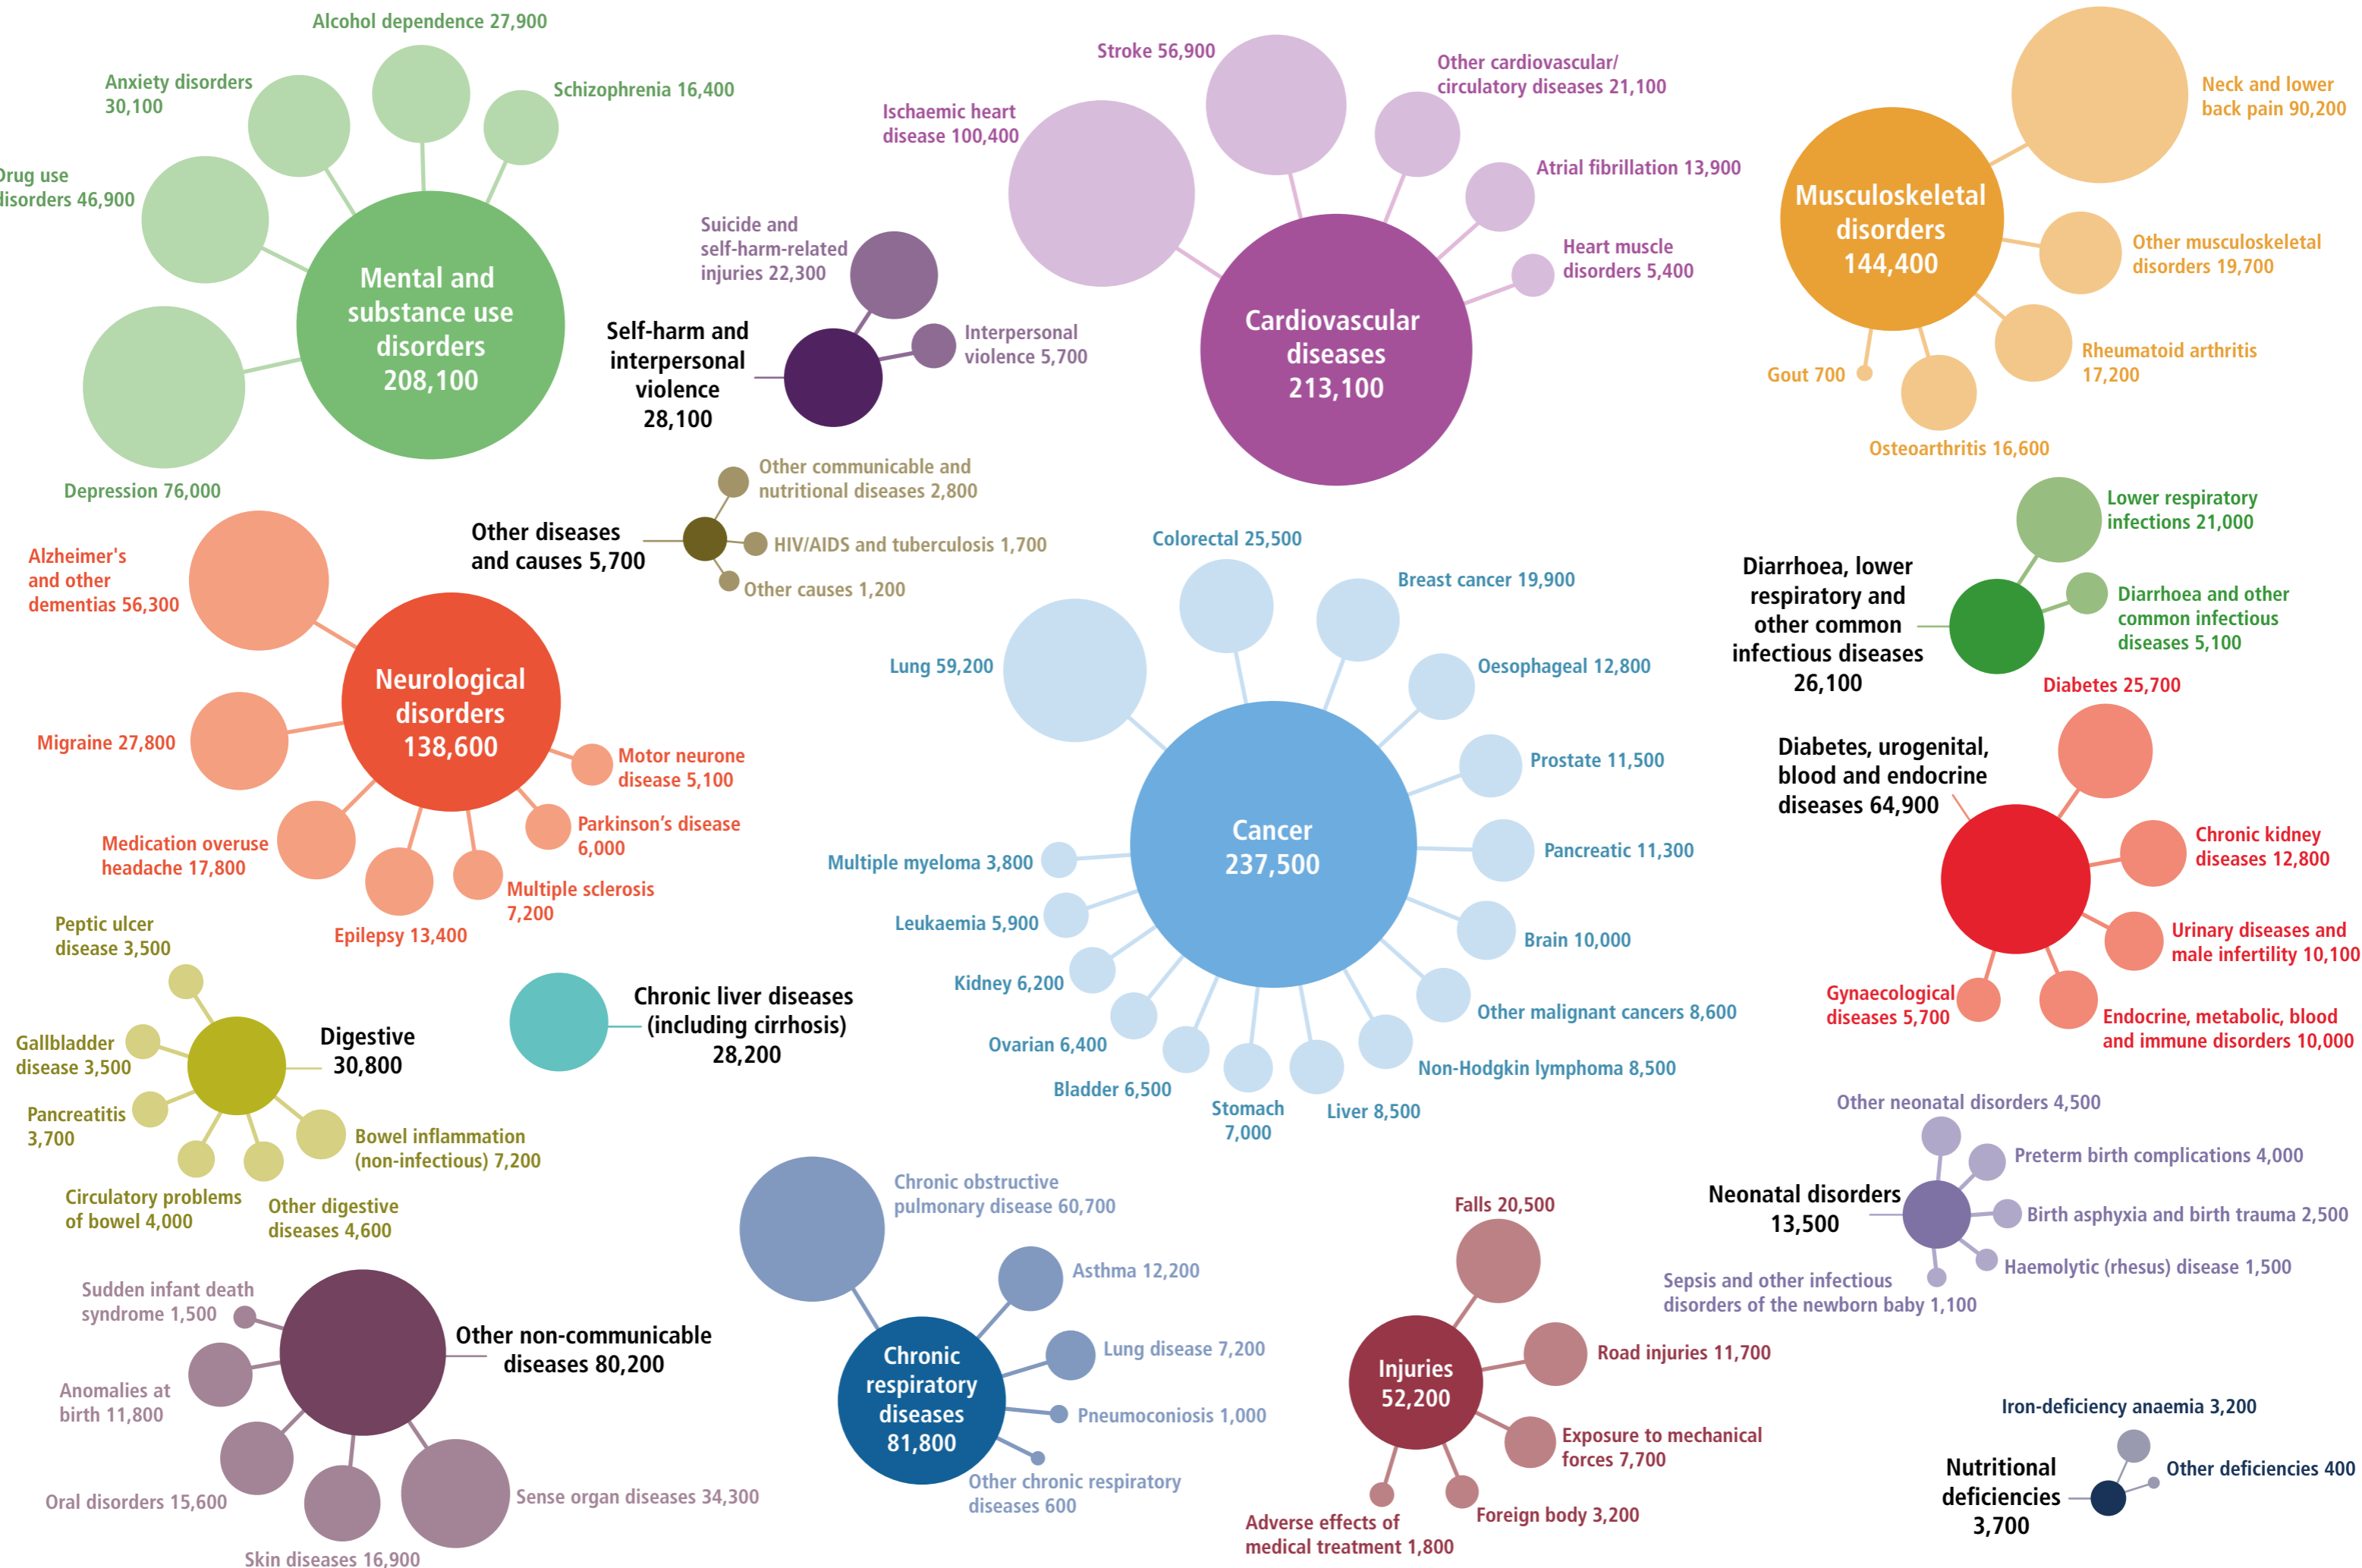 Alcohol dependence 27,900
Anxiety disorders
30,100
Schizophrenia 16,400
Drug use
disorders 46,900
Mental and
substance use
disorders
208,100
Depression 76,000
Suicide and
self-harm-related
injuries 22,300
Self-harm and
interpersonal
violence
28,100
Interpersonal
violence 5,700
Stroke 56,900
Other cardiovascular/
circulatory diseases 21,100
Ischaemic heart
disease 100,400
Atrial fibrillation 13,900
Heart muscle
disorders 5,400
Cardiovascular
diseases
213,100
Neck and lower
back pain 90,200
Musculoskeletal
disorders
144,400
Other musculoskeletal
disorders 19,700
Rheumatoid arthritis
17,200
Gout 700
Osteoarthritis 16,600
Other communicable and
nutritional diseases 2,800
Other diseases
and causes 5,700
HIV/AIDS and tuberculosis 1,700
Other causes 1,200
Alzheimer's
and other
dementias 56,300
Neurological
disorders
138,600
Migraine 27,800
Motor neurone
disease 5,100
Parkinson’s disease
6,000
Medication overuse
headache 17,800
Multiple sclerosis
7,200
Epilepsy 13,400
Colorectal 25,500
Breast cancer 19,900
Lung 59,200
Oesophageal 12,800
Prostate 11,500
Cancer
237,500
Pancreatic 11,300
Multiple myeloma 3,800
Leukaemia 5,900
Brain 10,000
Kidney 6,200
Other malignant cancers 8,600
Ovarian 6,400
Non-Hodgkin lymphoma 8,500
Bladder 6,500
Stomach
7,000
Liver 8,500
Lower respiratory
infections 21,000
Diarrhoea, lower
respiratory and
other common
infectious diseases
26,100
Diarrhoea and other
common infectious
diseases 5,100
Diabetes 25,700
Diabetes, urogenital,
blood and endocrine
diseases 64,900
Chronic kidney
diseases 12,800
Urinary diseases and
male infertility 10,100
Gynaecological
diseases 5,700
Endocrine, metabolic, blood
and immune disorders 10,000
Peptic ulcer
disease 3,500
Gallbladder
disease 3,500
Digestive
30,800
Pancreatitis
3,700
Bowel inflammation
(non-infectious) 7,200
Circulatory problems
of bowel 4,000
Other digestive
diseases 4,600
Chronic liver diseases
(including cirrhosis)
28,200
Other neonatal disorders 4,500
Preterm birth complications 4,000
Neonatal disorders
13,500
Birth asphyxia and birth trauma 2,500
Haemolytic (rhesus) disease 1,500
Sepsis and other infectious
disorders of the newborn baby 1,100
Sudden infant death
syndrome 1,500
Other non-communicable
diseases 80,200
Anomalies at
birth 11,800
Oral disorders 15,600
Sense organ diseases 34,300
Skin diseases 16,900
Chronic obstructive
pulmonary disease 60,700
Asthma 12,200
Lung disease 7,200
Chronic
respiratory
diseases
81,800
Pneumoconiosis 1,000
Other chronic respiratory
diseases 600
Falls 20,500
Road injuries 11,700
Injuries
52,200
Exposure to mechanical
forces 7,700
Foreign body 3,200
Adverse effects of
medical treatment 1,800
Iron-deficiency anaemia 3,200
Nutritional
deficiencies
3,700
Other deficiencies 400